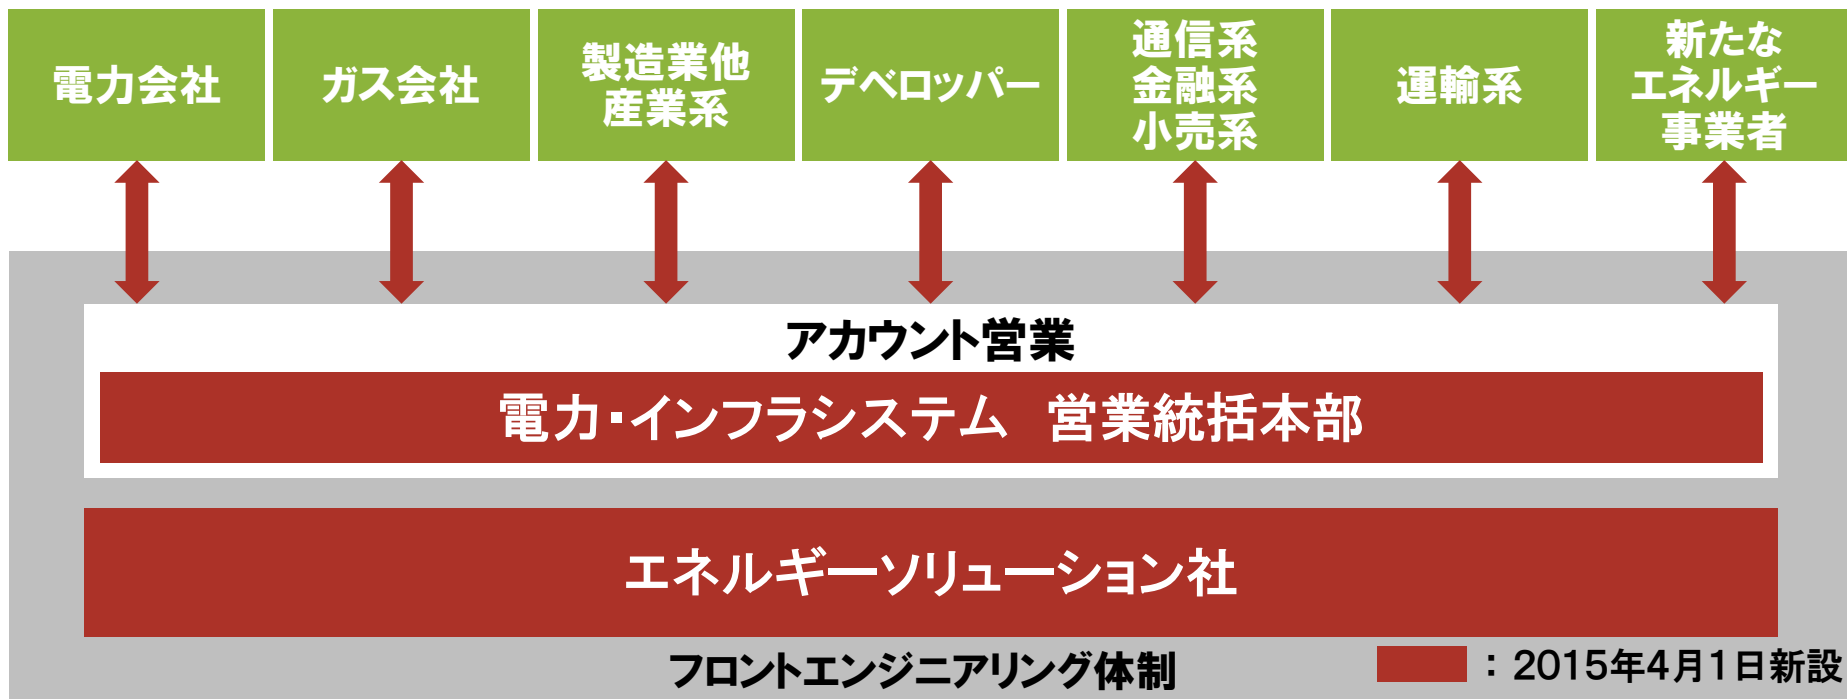 電力会社
ガス会社
製造業他
産業系
デベロッパー
通信系
金融系
小売系
運輸系
新たな
エネルギー
事業者
アカウント営業
電力・インフラシステム　営業統括本部
エネルギーソリューション社
フロントエンジニアリング体制
：2015年4月1日新設